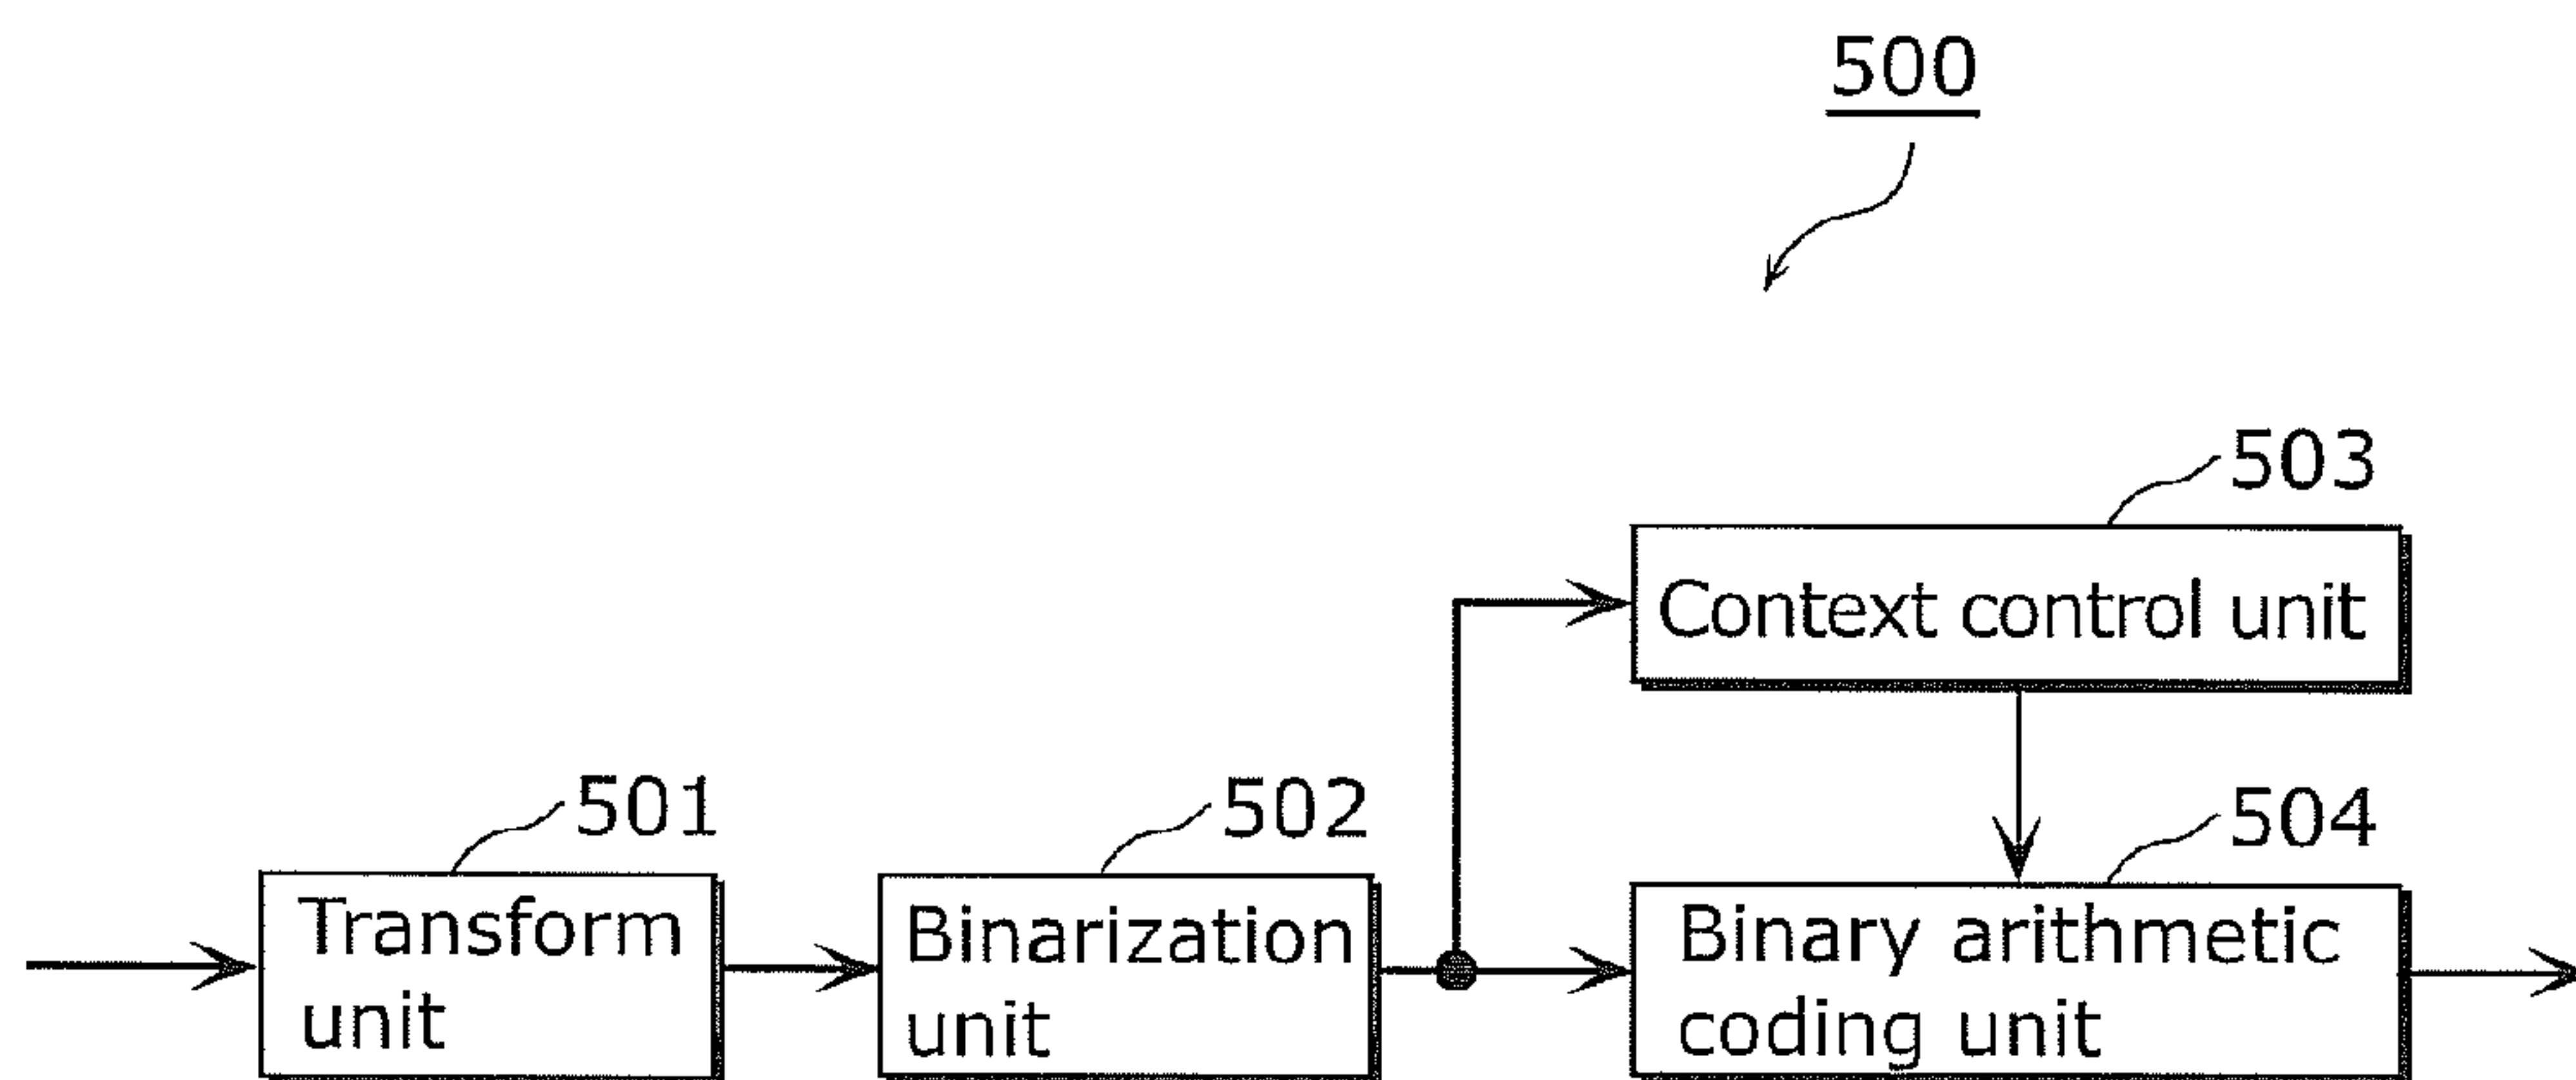 500
503
Context control unit
501
502
504
Transform
unit
Binarization
unit
Binary arithmetic
coding unit